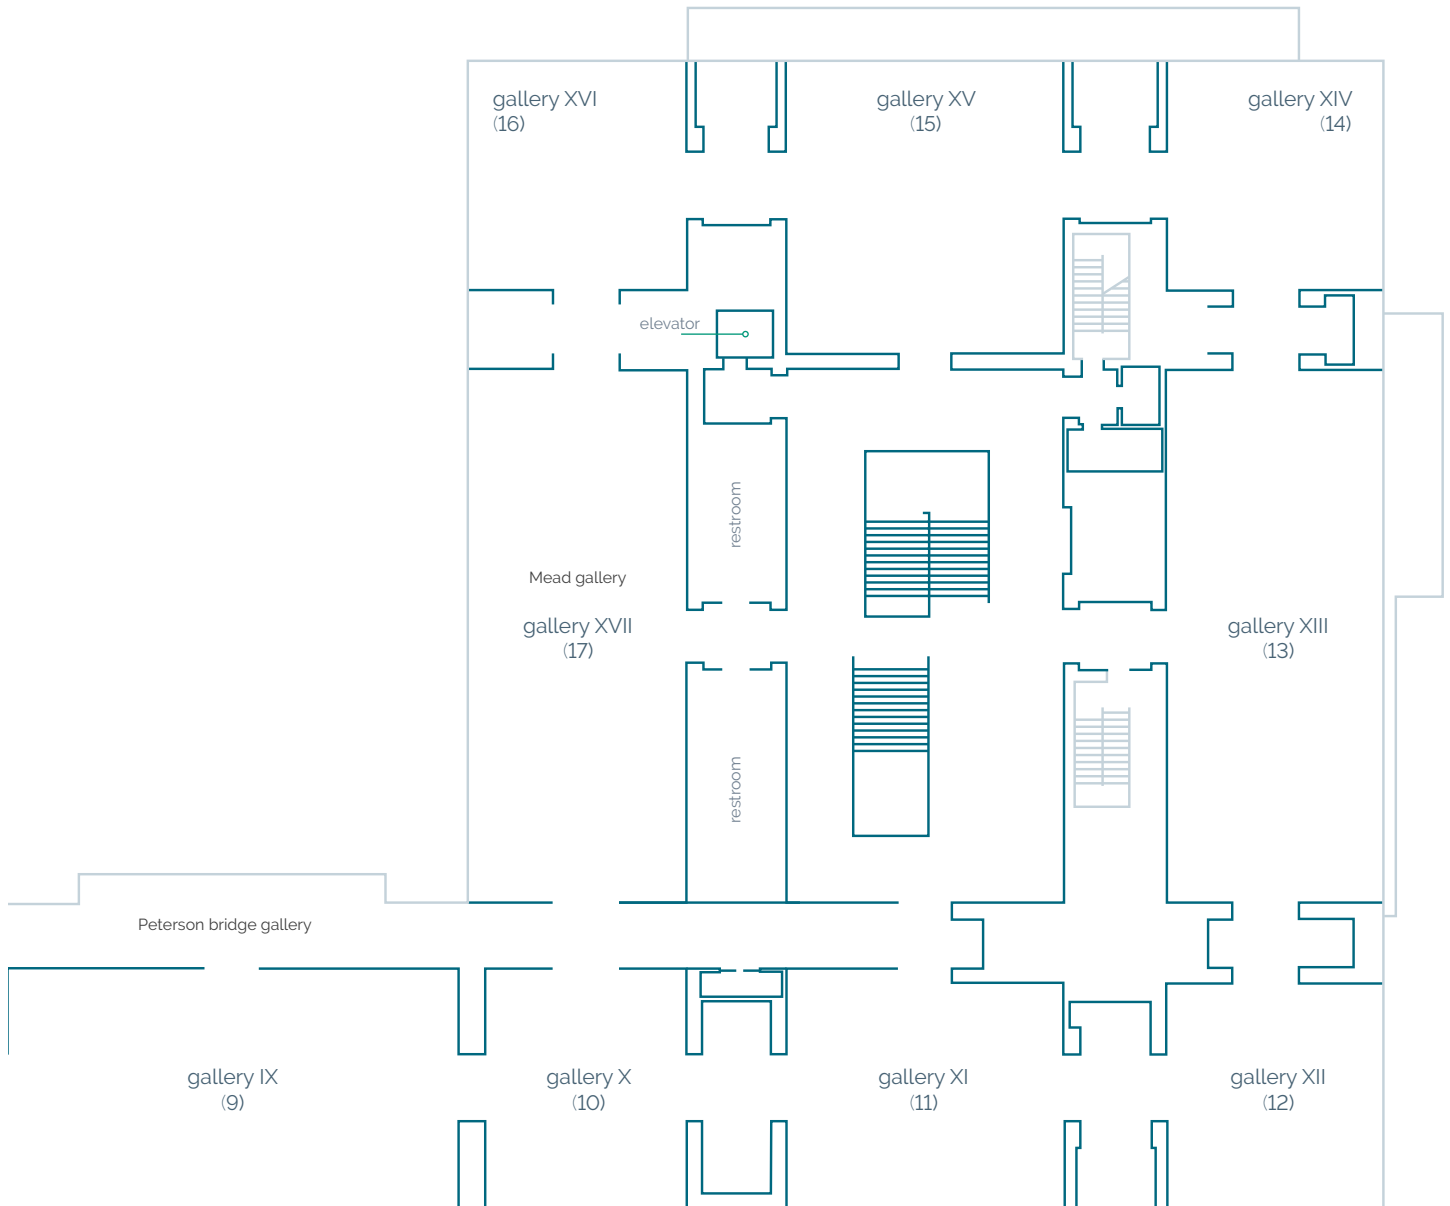 gallery XVI
(16)
gallery XV
(15)
gallery XIV
(14)
elevator
restroom
Mead gallery
gallery XVII
(17)
gallery XIII
(13)
restroom
Peterson bridge gallery
gallery IX
(9)
gallery X
(10)
gallery XI
(11)
gallery XII
(12)